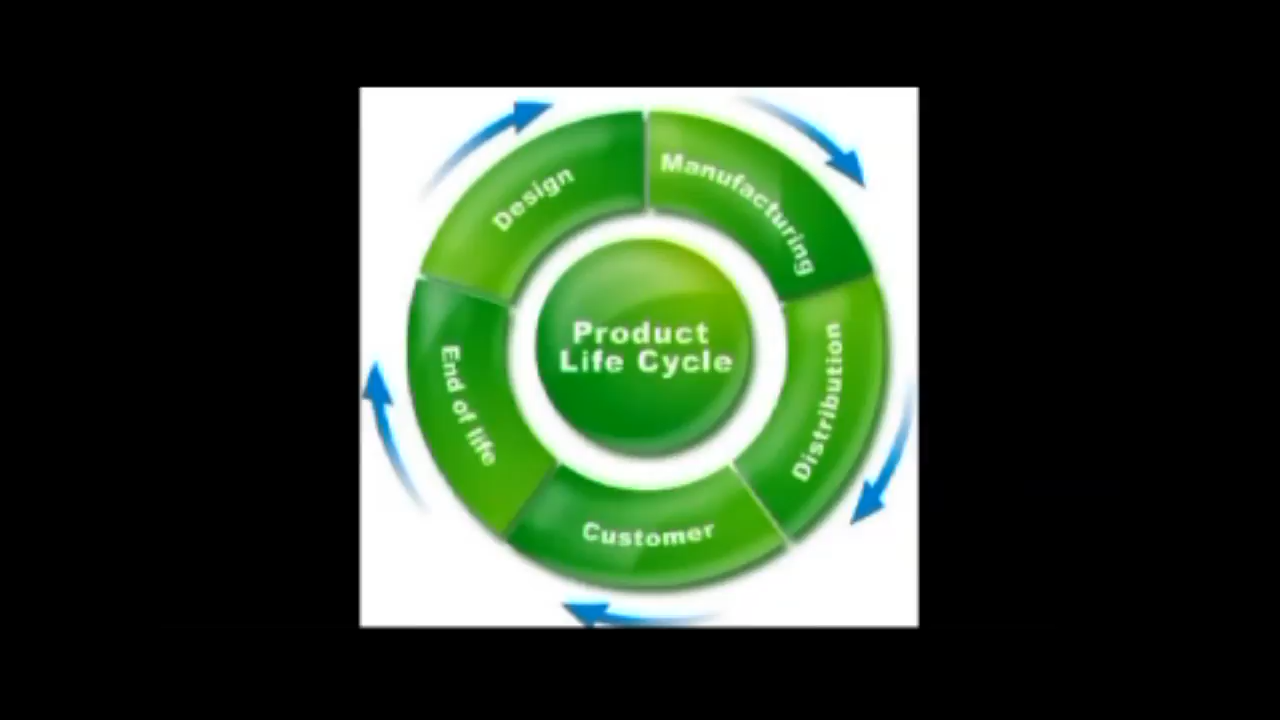 Design
Manufacturing
Product
Life Cycle
Distribution
End of life
Customer